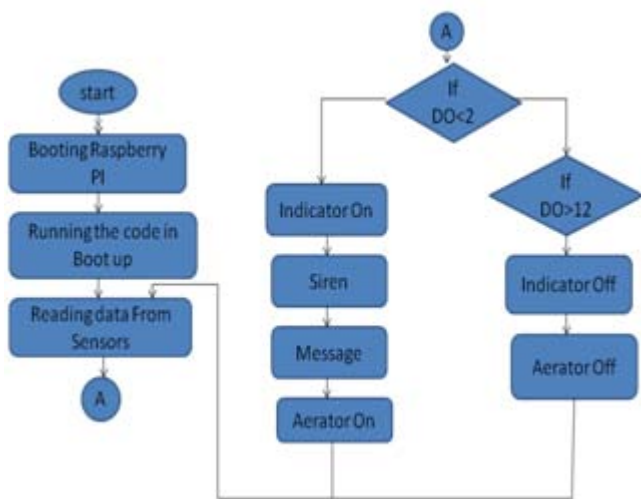 start
Booting Raspberry
PI
Running the code in
Boot up
Reading data From
Sensors
A
A
If
DO<2
Indicator On
Siren
Message
Aerator On
If
DO>12
Indicator Off
Aerator Off